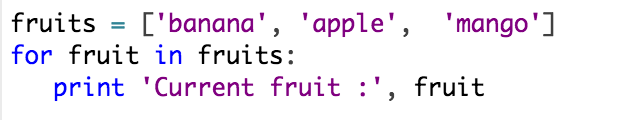 fruits = ['banana', 'apple',  'mango']
for fruit in fruits:
   print 'Current fruit :', fruit